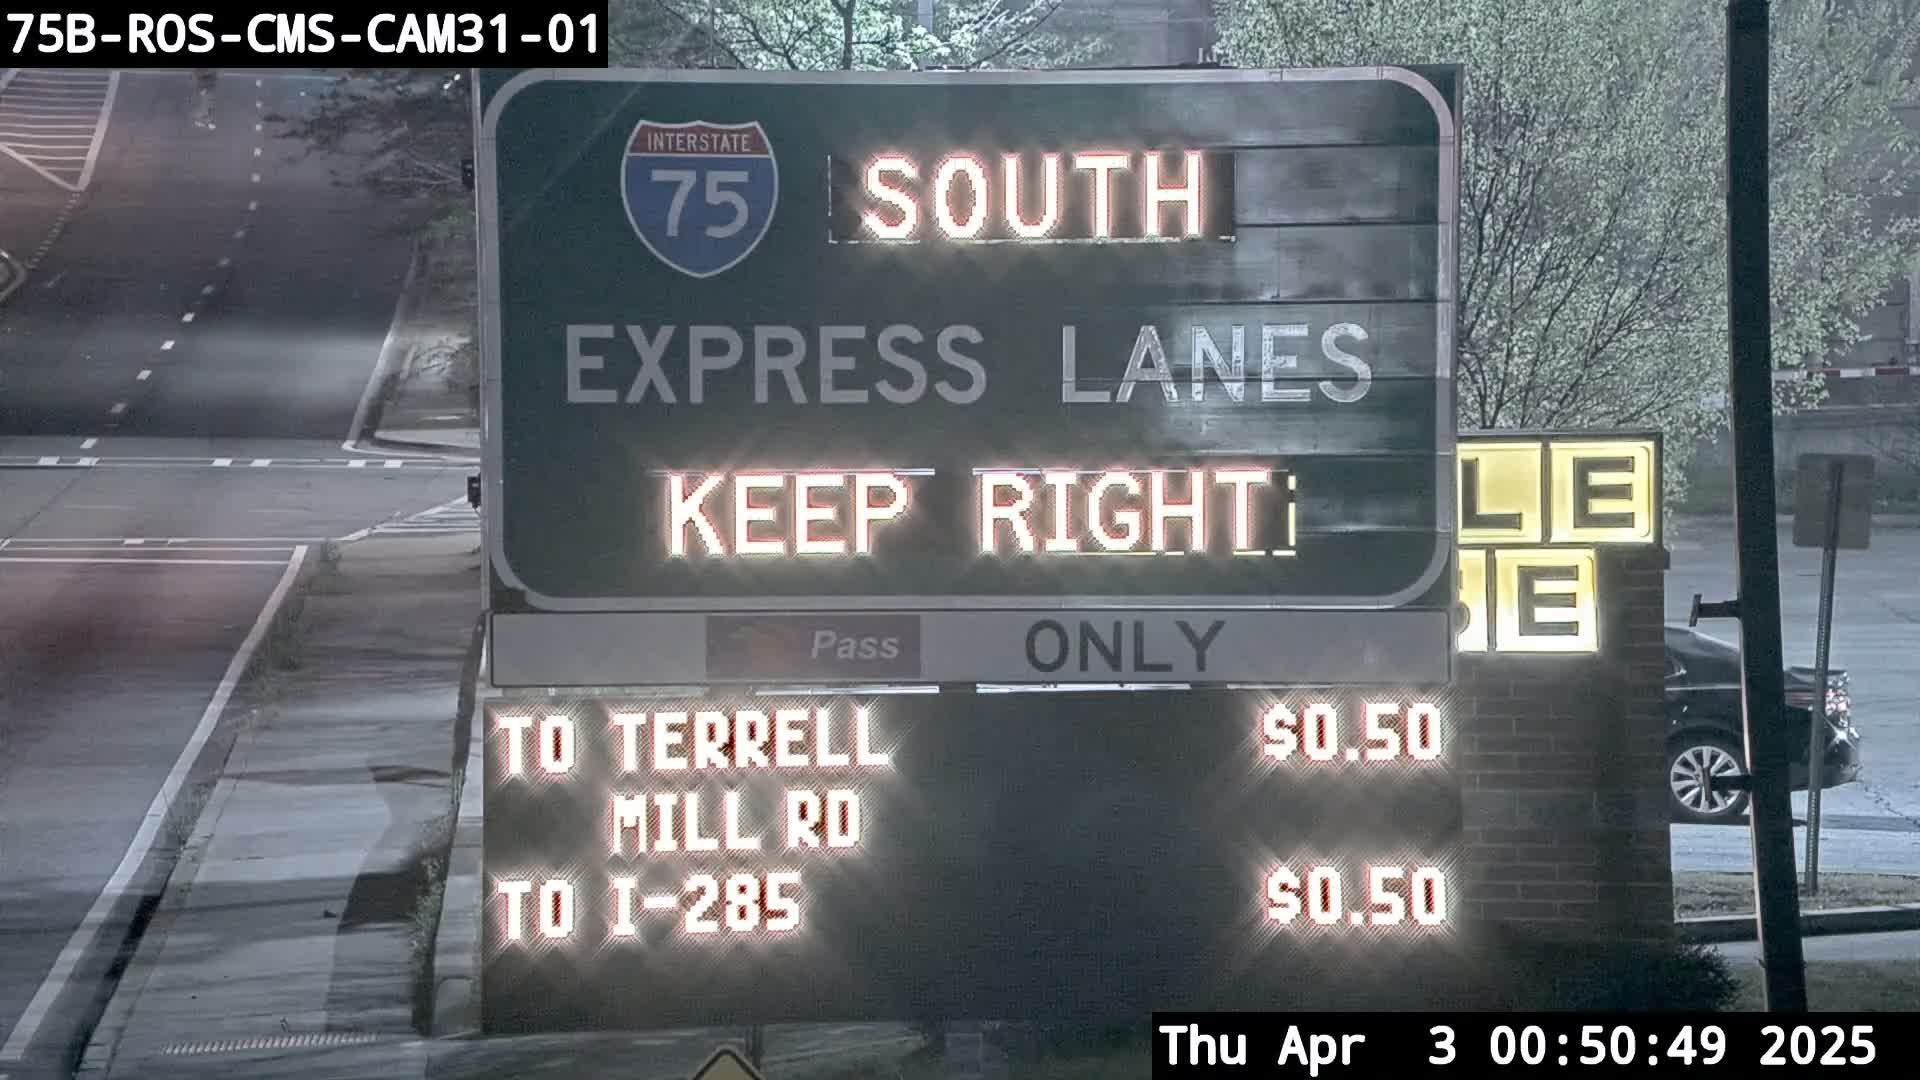 75B-ROS-CMS-CAM31-01
INTERSTATE
75
SOUTH
EXPRESS LANES
KEEP RIGHT
LE
E
Pass ONLY
TO TERRELL $0.50
MILL RD
TO I-285 $0.50
Thu Apr 3 00:50:49 2025